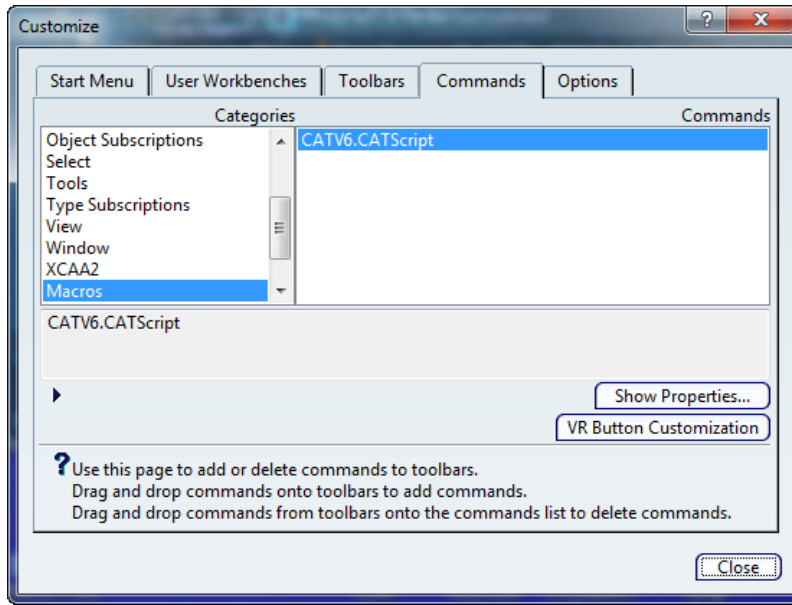 Customize
Start Menu
User Workbenches
Toolbars
Commands
Options
Categories
Commands
Object Subscriptions
Select
Tools
Type Subscriptions
View
Window
XCAA2
Macros
CATV6.CATScript
CATV6.CATScript
Show Properties...
VR Button Customization
? Use this page to add or delete commands to toolbars.
Drag and drop commands onto toolbars to add commands.
Drag and drop commands from toolbars onto the commands list to delete commands.
Close